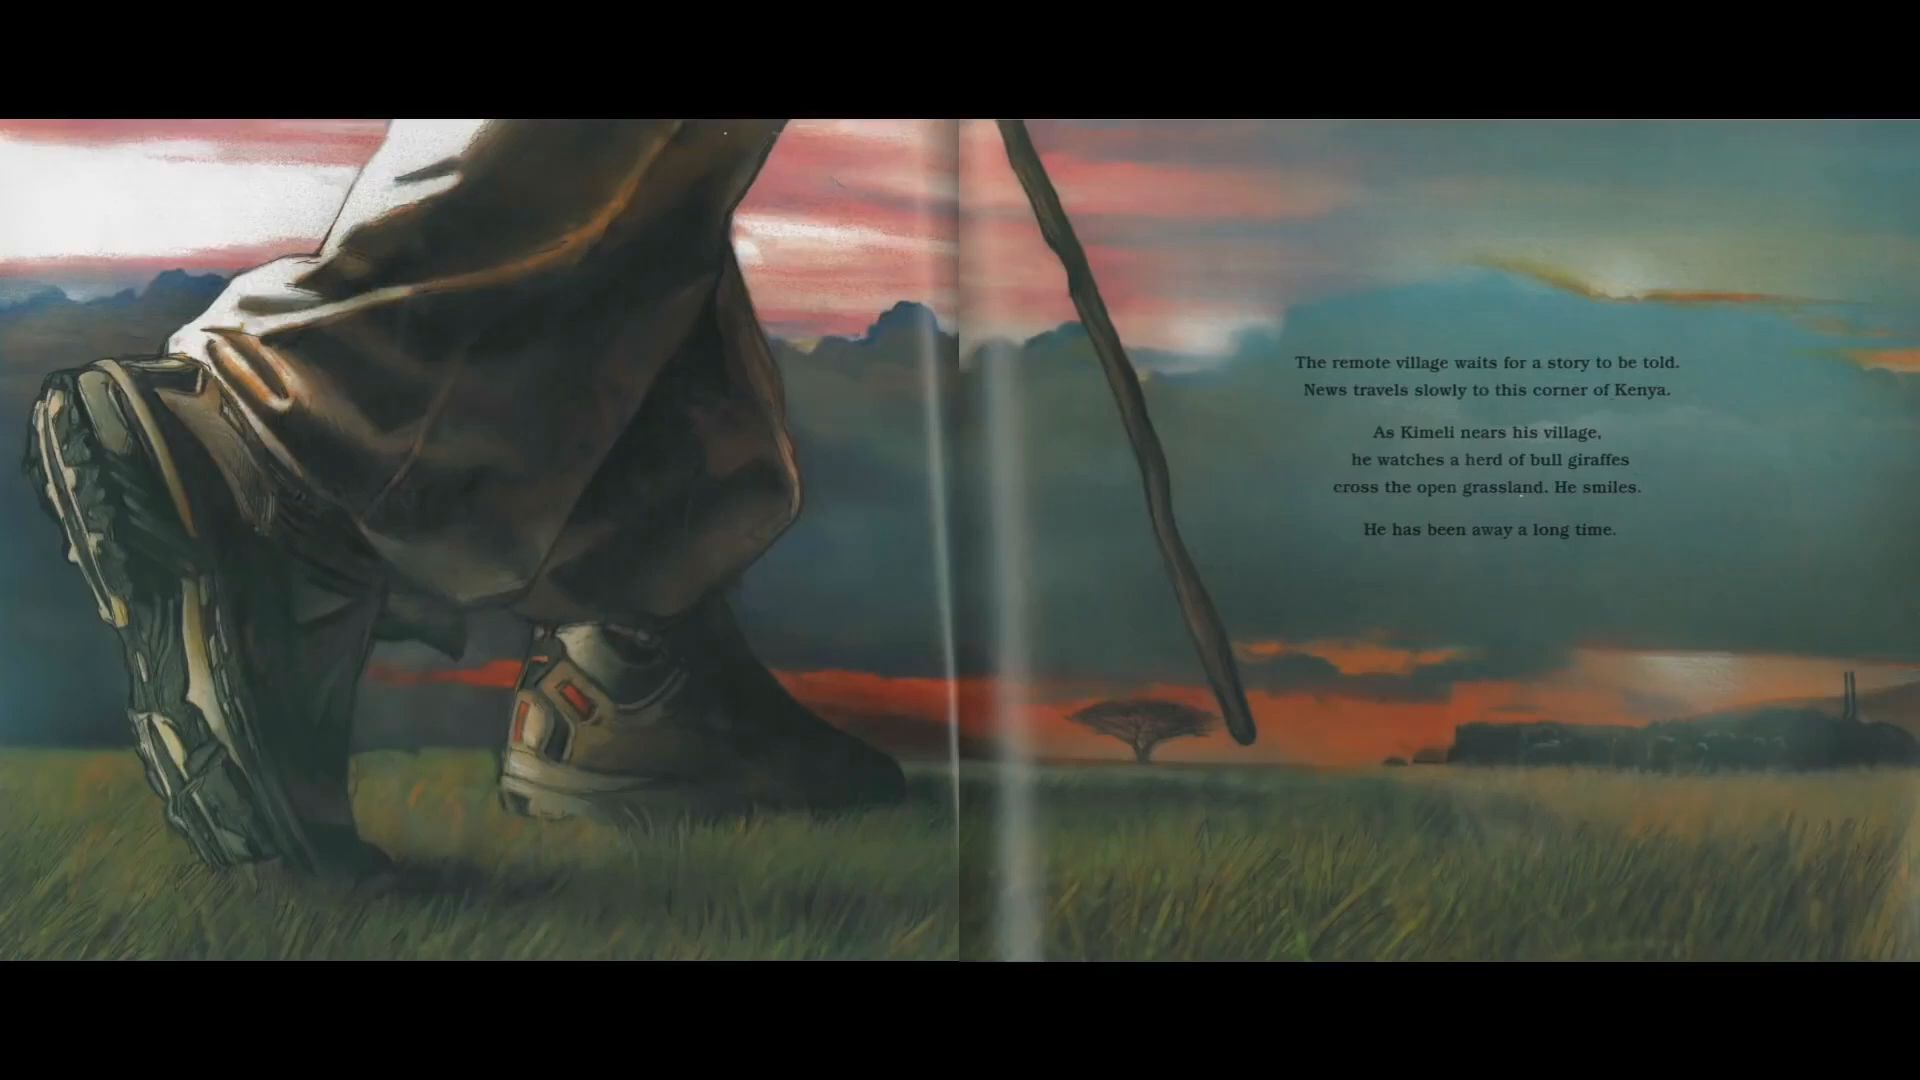 The remote village waits for a story to be told.
News travels slowly to this corner of Kenya.
As Kimeli nears his village,
he watches a herd of bull giraffes
cross the open grassland. He smiles.
He has been away a long time.